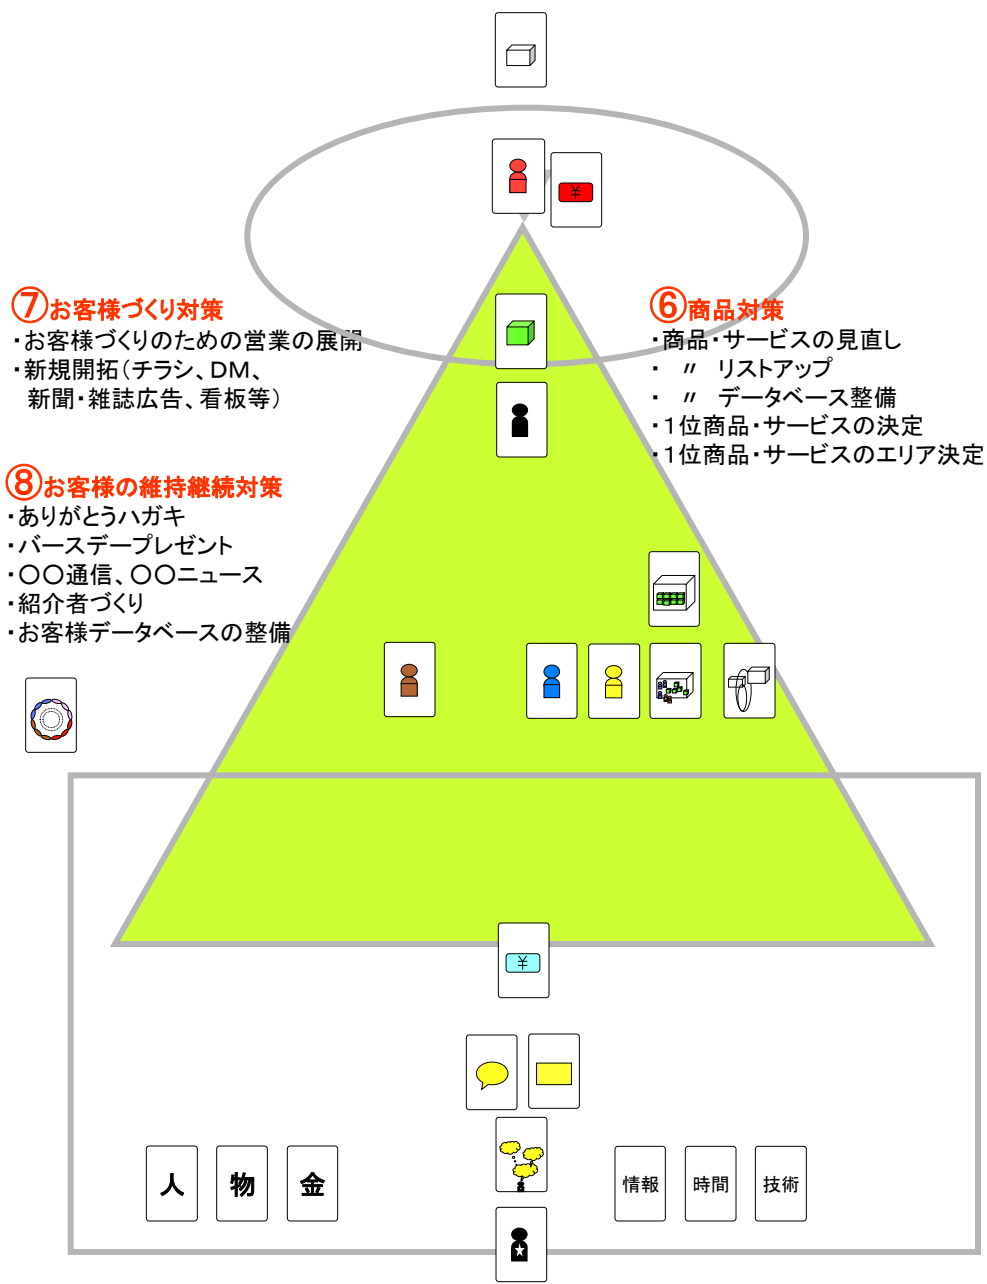 ¥
⑦お客様づくり対策
・お客様づくりのための営業の展開
・新規開拓(チラシ、DM、
新聞・雑誌広告、看板等)
⑥商品対策
・商品・サービスの見直し
・ 〃 リストアップ
・ 〃 データベース整備
・1位商品・サービスの決定
・1位商品・サービスのエリア決定
⑧お客様の維持継続対策
・ありがとうハガキ
・バースデープレゼント
・〇〇通信、〇〇ニュース
・紹介者づくり
・お客様データベースの整備
¥
人 物 金
情報 時間 技術